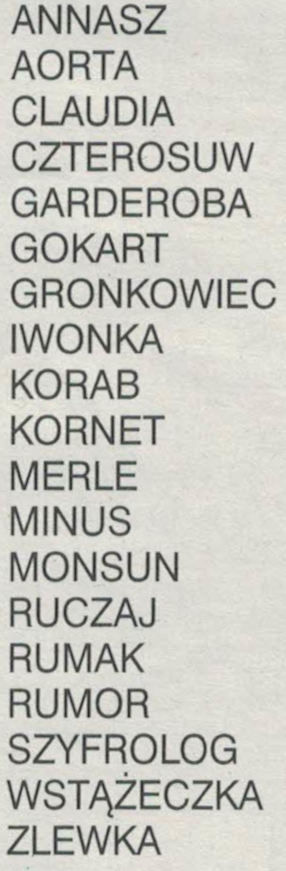 ANNASZ
AORTA
CLAUDIA
CZTEROSUW
GARDEROBA
GOKART
GRONKOWIEC
IWONKA
KORAB
KORNET
MERLE
MINUS
MONSUN
RUCZAJ
RUMAK
RUMOR
SZYFROLOG
WSTĄŻECZKA
ZLEWKA